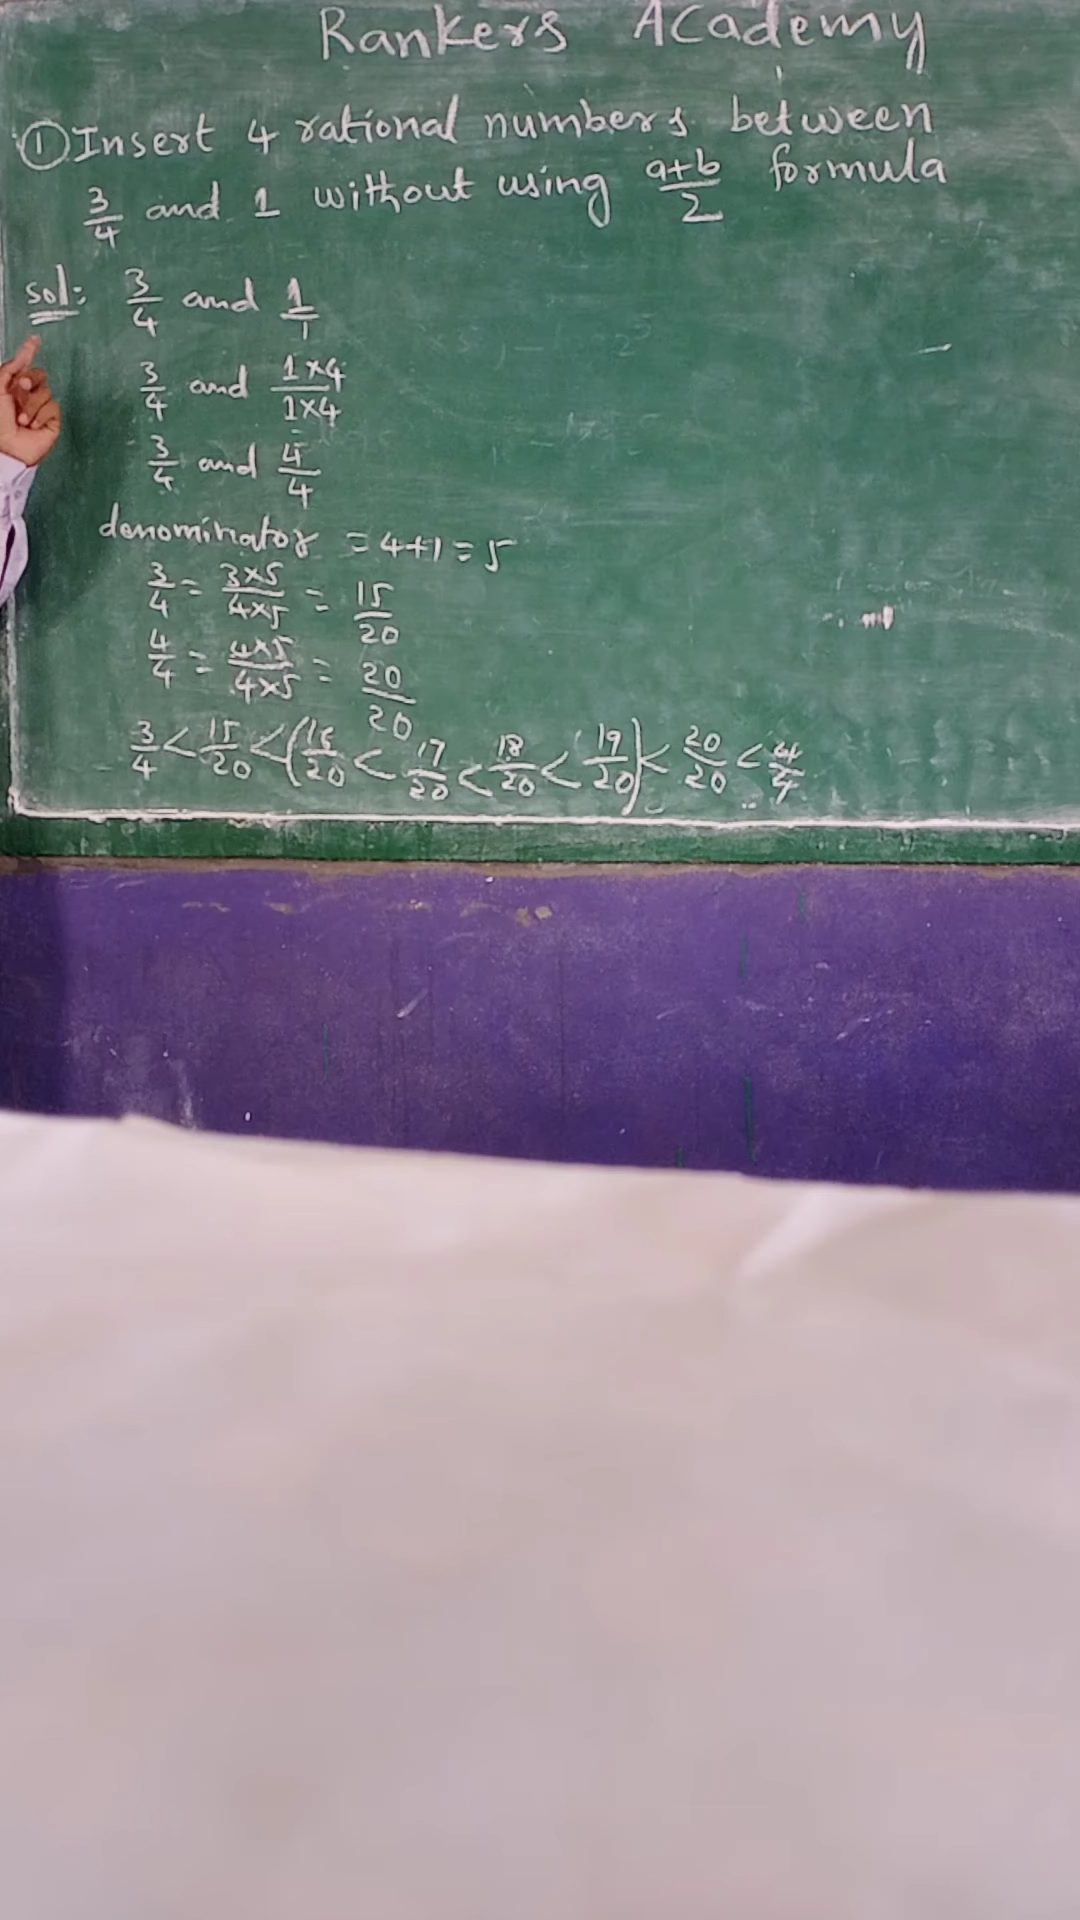 Rankers Academy
① Insert 4 rational numbers between
3/4 and 1 without using a+b/2 formula
Sol: 3/4 and 1/1
3/4 and 1×4/1×4
3/4 and 4/4
denominator = 4+1 = 5
3/4 = 3×5/4×5 = 15/20
4/4 = 4×5/4×5 = 20/20
3/4 < 15/20 < (16/20 < 17/20 < 18/20 < 19/20) < 20/20 < 4/4